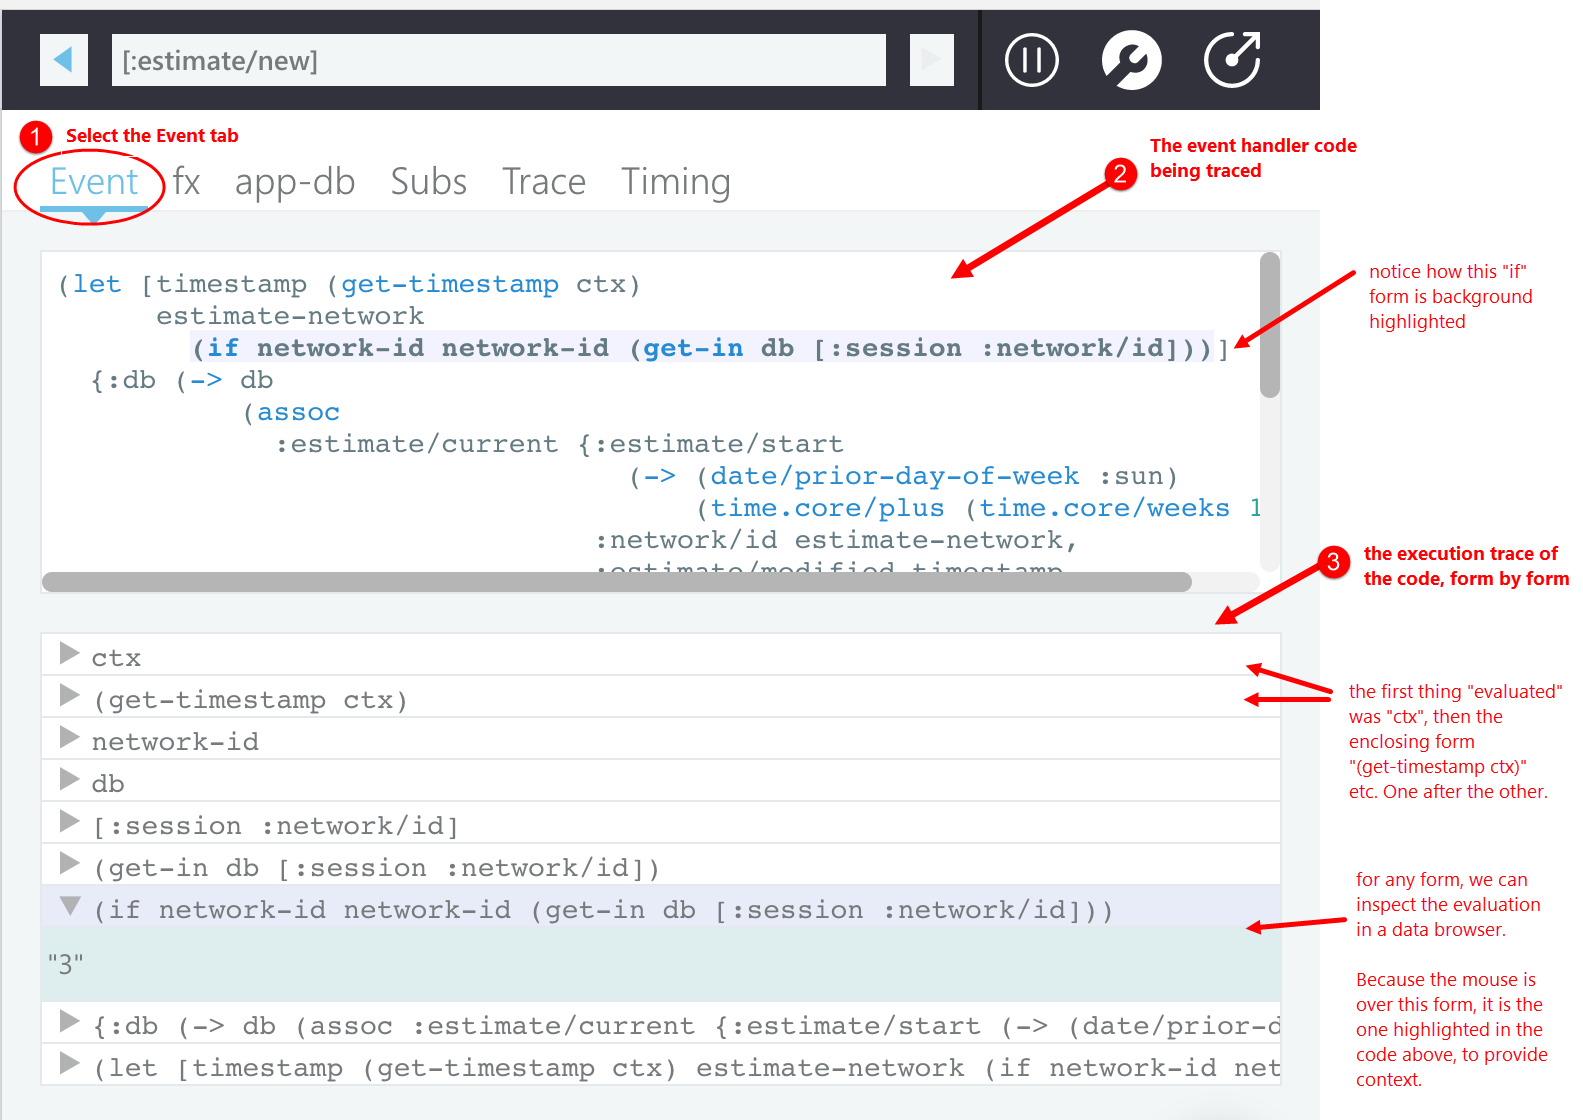 [:estimate/new]
1 Select the Event tab
Event fx app-db Subs Trace Timing
2 The event handler code
being traced
(let [timestamp (get-timestamp ctx)
estimate-network
(if network-id network-id (get-in db [:session :network/id]))]
{:db (-> db
(assoc
:estimate/current {:estimate/start
(-> (date/prior-day-of-week :sun)
(time.core/plus (time.core/weeks 1
:network/id estimate-network,
:estimate/modified timestamp
notice how this "if"
form is background
highlighted
3 the execution trace of
the code, form by form
ctx
(get-timestamp ctx)
network-id
db
[:session :network/id]
(get-in db [:session :network/id])
(if network-id network-id (get-in db [:session :network/id]))
"3"
{:db (-> db (assoc :estimate/current {:estimate/start (-> (date/prior-d
(let [timestamp (get-timestamp ctx) estimate-network (if network-id net
the first thing "evaluated"
was "ctx", then the
enclosing form
"(get-timestamp ctx)"
etc. One after the other.
for any form, we can
inspect the evaluation
in a data browser.
Because the mouse is
over this form, it is the
one highlighted in the
code above, to provide
context.